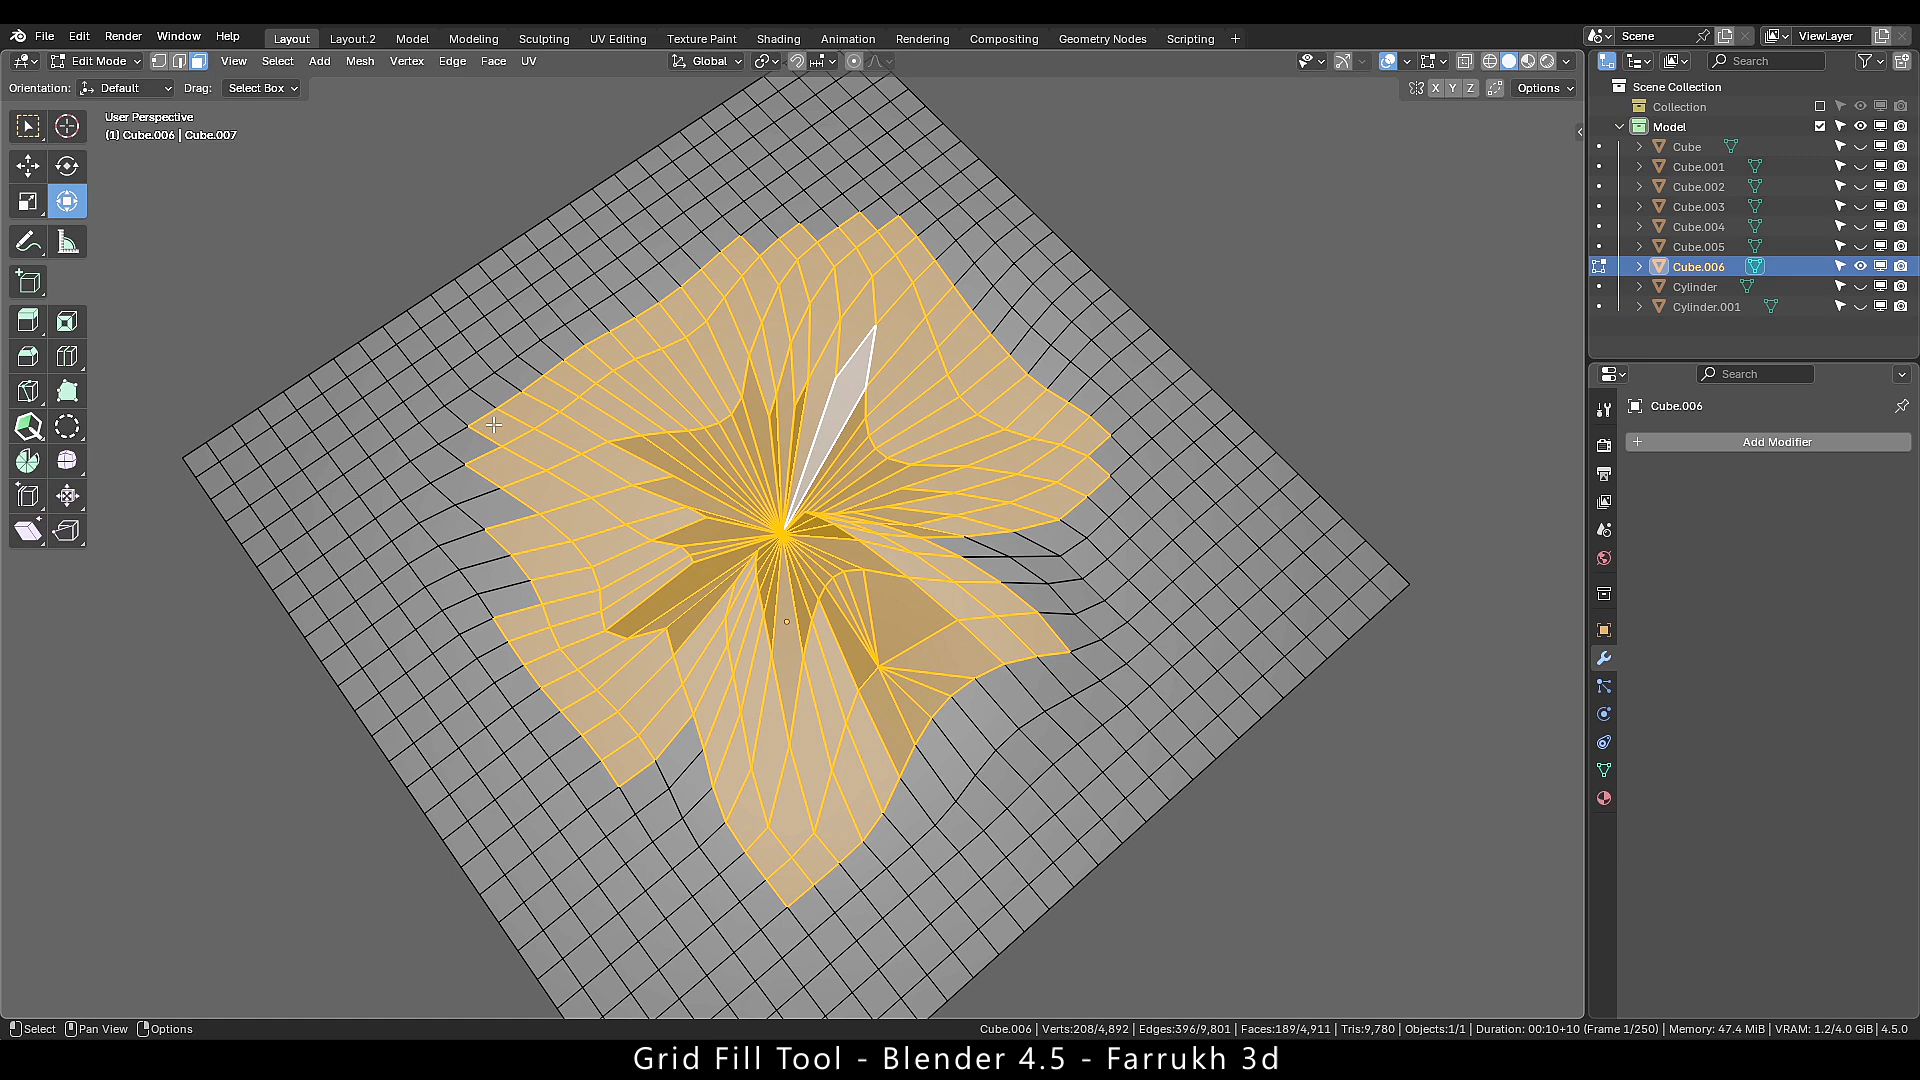 File Edit Render Window Help Layout Layout.2 Model Modeling Sculpting UV Editing Texture Paint Shading Animation Rendering Compositing Geometry Nodes Scripting + Scene ViewLayer
Edit Mode View Select Add Mesh Vertex Edge Face UV Global Search
Orientation: Default Drag: Select Box X Y Z Options
Scene Collection
Collection
Model
Cube
Cube.001
Cube.002
Cube.003
Cube.004
Cube.005
Cube.006
Cylinder
Cylinder.001
User Perspective
(1) Cube.006 | Cube.007
Search
Cube.006
+ Add Modifier
Select Pan View Options Cube.006 | Verts:208/4,892 | Edges:396/9,801 | Faces:189/4,911 | Tris:9,780 | Objects:1/1 | Duration: 00:10+10 (Frame 1/250) | Memory: 47.4 MiB | VRAM: 1.2/4.0 GiB | 4.5.0
Grid Fill Tool - Blender 4.5 - Farrukh 3d